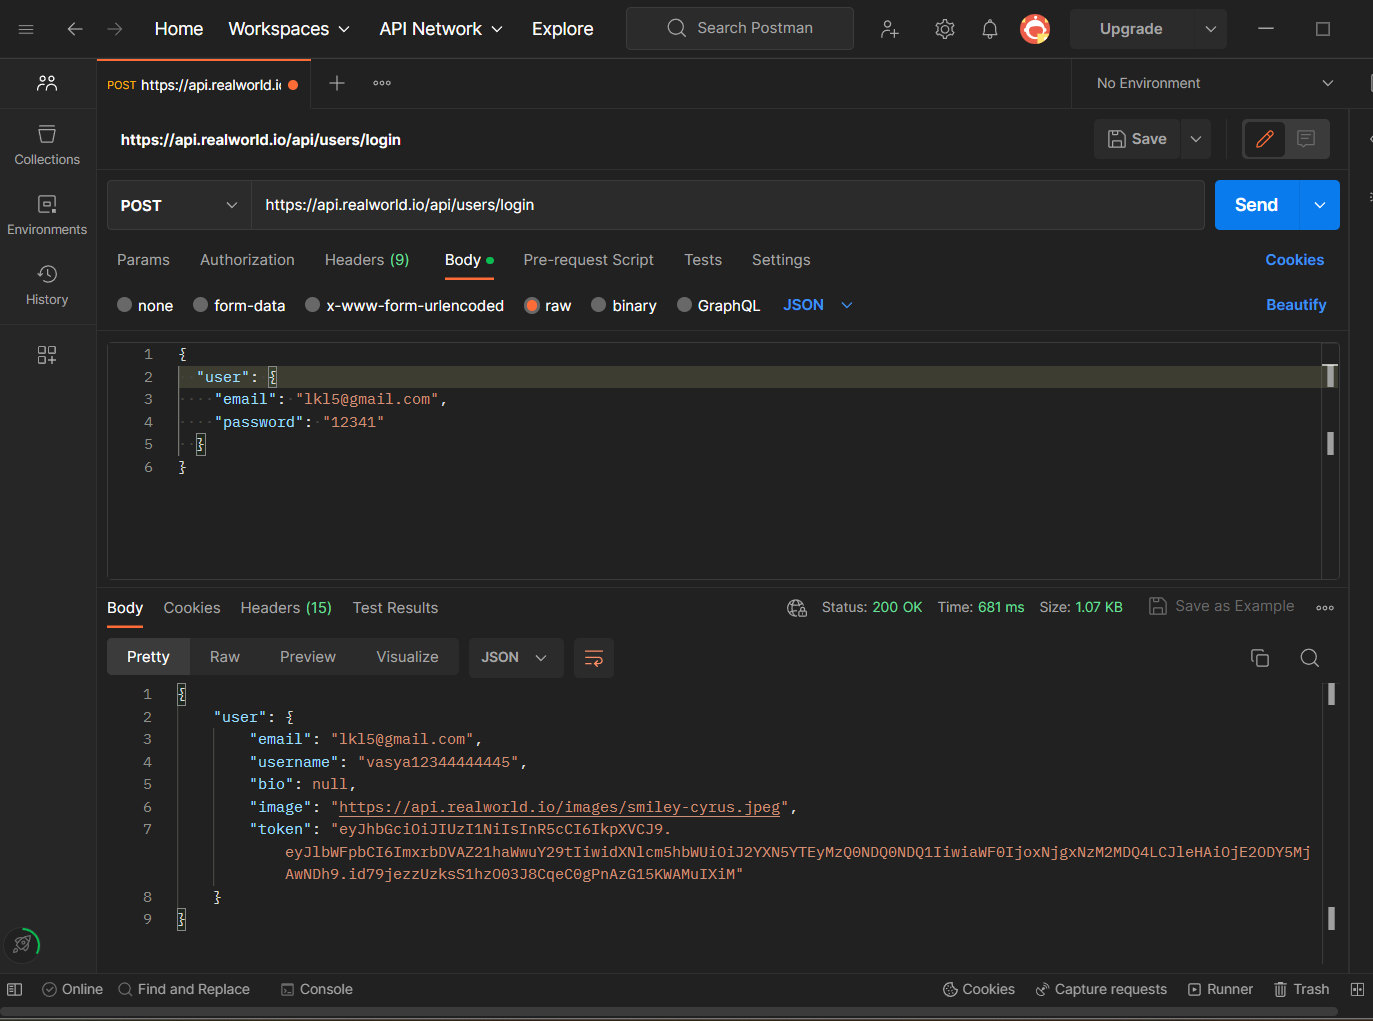 Home Workspaces API Network Explore Search Postman Upgrade
POST https://api.realworld.i No Environment
https://api.realworld.io/api/users/login Save
Collections
POST https://api.realworld.io/api/users/login Send
Environments
Params Authorization Headers (9) Body Pre-request Script Tests Settings Cookies
History
none form-data x-www-form-urlencoded raw binary GraphQL JSON Beautify
1 {
2 "user": {
3 "email": "lkl5@gmail.com",
4 "password": "12341"
5 }
6 }
Body Cookies Headers (15) Test Results Status: 200 OK Time: 681 ms Size: 1.07 KB Save as Example
Pretty Raw Preview Visualize JSON
1 {
2 "user": {
3 "email": "lkl5@gmail.com",
4 "username": "vasya12344444445",
5 "bio": null,
6 "image": "https://api.realworld.io/images/smiley-cyrus.jpeg",
7 "token": "eyJhbGciOiJIUzI1NiIsInR5cCI6IkpXVCJ9.
eyJlbWFpbCI6ImxrbDVAZ21haWwuY29tIiwidXNlcm5hbWUiOiJ2YXN5YTEyMzQ0NDQ0NDQ1IiwiaWF0IjoxNjgxNzM2MDQ4LCJleHAiOjE2ODY5Mj
AwNDh9.id79jezzUzksS1hzO03J8CqeC0gPnAzG15KWAMuIXiM"
8 }
9 }
Online Find and Replace Console Cookies Capture requests Runner Trash